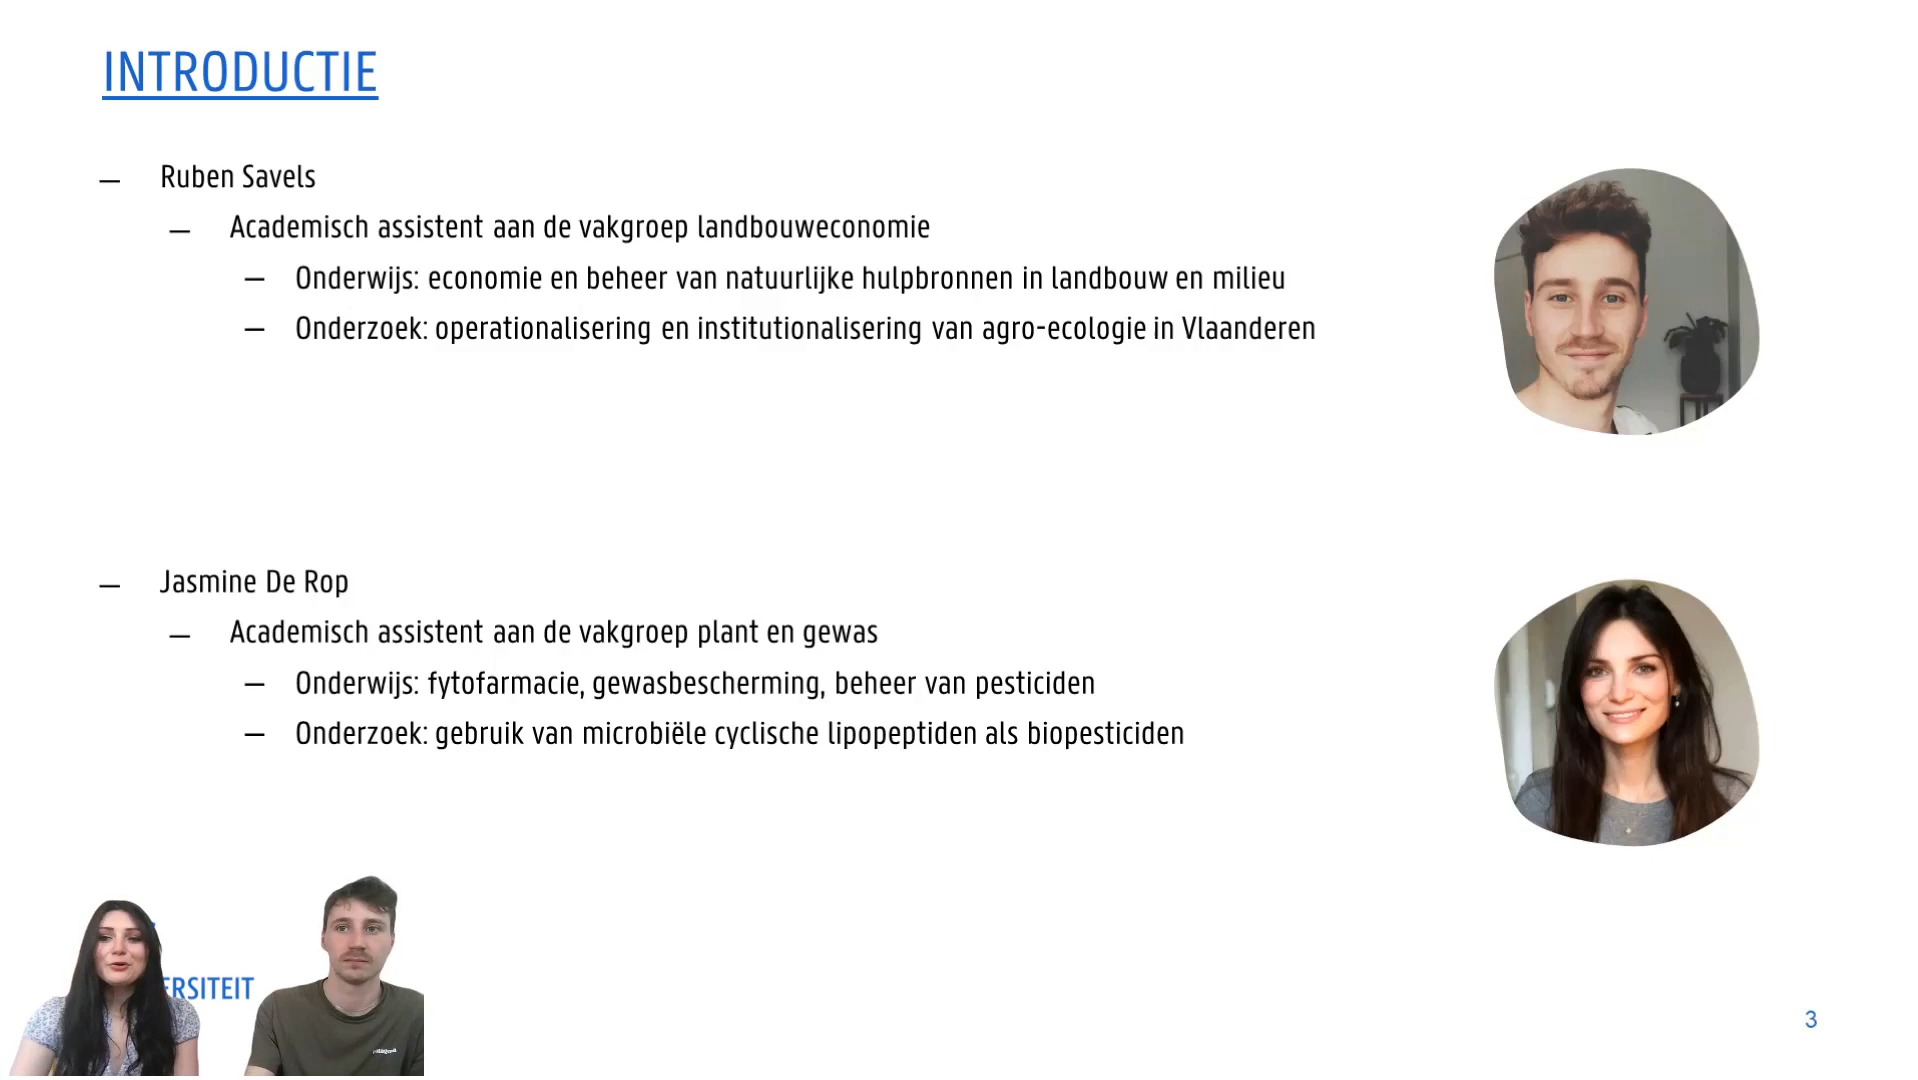 INTRODUCTIE
— Ruben Savels
— Academisch assistent aan de vakgroep landbouweconomie
— Onderwijs: economie en beheer van natuurlijke hulpbronnen in landbouw en milieu
— Onderzoek: operationalisering en institutionalisering van agro-ecologie in Vlaanderen
— Jasmine De Rop
— Academisch assistent aan de vakgroep plant en gewas
— Onderwijs: fytofarmacie, gewasbescherming, beheer van pesticiden
— Onderzoek: gebruik van microbiële cyclische lipopeptiden als biopesticiden
ERSITEIT
3